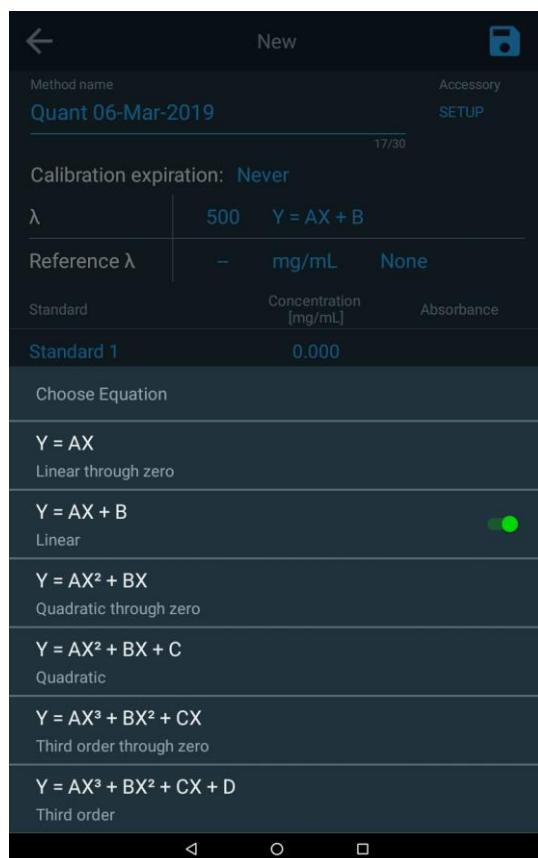 New
Method name
Accessory
Quant 06-Mar-2019
SETUP
17/30
Calibration expiration: Never
λ 500 Y = AX + B
Reference λ – mg/mL None
Standard Concentration [mg/mL] Absorbance
Standard 1 0.000
Choose Equation
Y = AX
Linear through zero
Y = AX + B
Linear
Y = AX² + BX
Quadratic through zero
Y = AX² + BX + C
Quadratic
Y = AX³ + BX² + CX
Third order through zero
Y = AX³ + BX² + CX + D
Third order